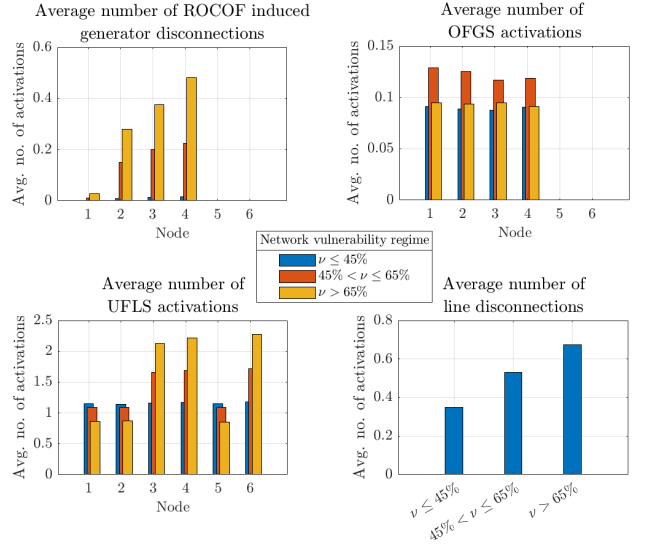 Average number of ROCOF induced
generator disconnections
Avg. no. of activations
0.6
0.4
0.2
0
1 2 3 4 5 6
Node
Average number of
OFGS activations
Avg. no. of activations
0.15
0.1
0.05
0
1 2 3 4 5 6
Node
Network vulnerability regime
ν ≤ 45%
45% < ν ≤ 65%
ν > 65%
Average number of
UFLS activations
Avg. no. of activations
2.5
2
1.5
1
0.5
0
1 2 3 4 5 6
Node
Average number of
line disconnections
Avg. no. of activations
0.8
0.6
0.4
0.2
0
ν ≤ 45%
45% < ν ≤ 65%
ν > 65%